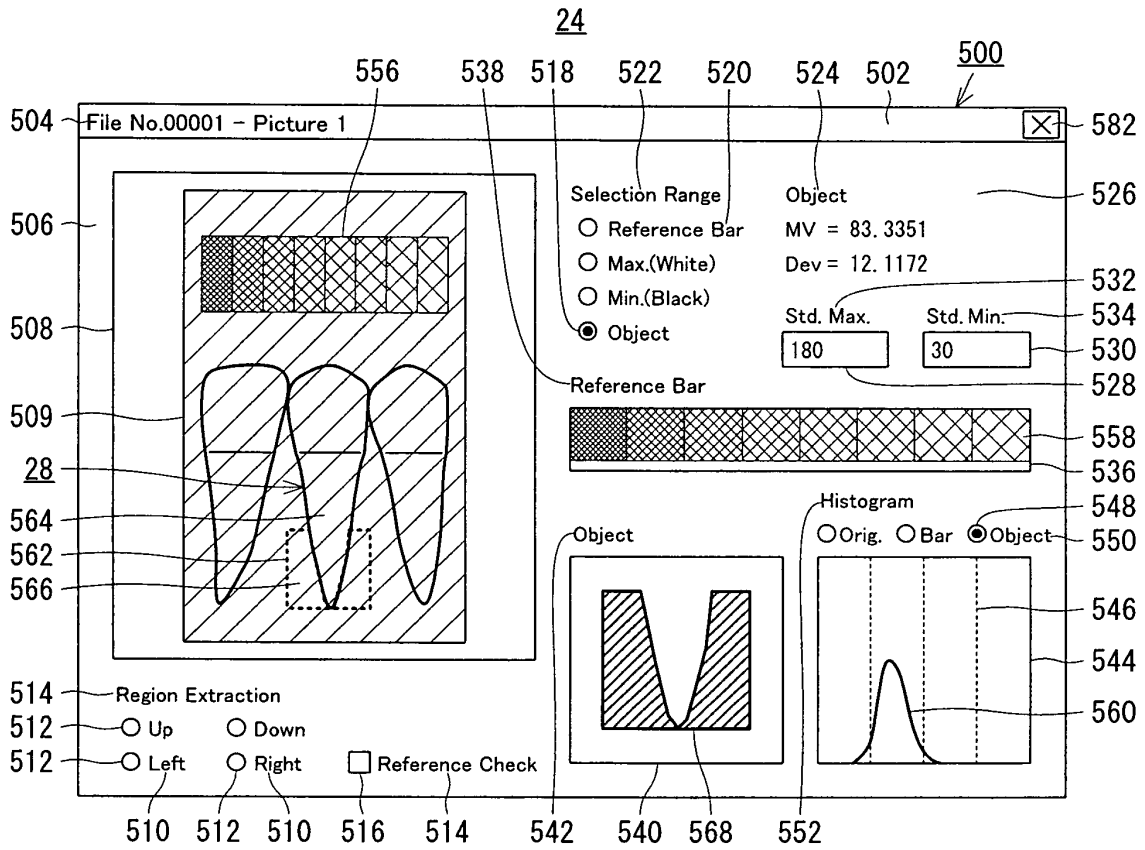 24
556 538 518 522 520 524 502 500
504 File No.00001 - Picture 1 582
506
508
509
28
564
562
566
Selection Range
Reference Bar
Max.(White)
Min.(Black)
Object
Object
MV = 83.3351
Dev = 12.1172
526
532
Std. Max. Std. Min. 534
180 30 530
528
Reference Bar
558
536
Histogram 548
Orig. Bar Object 550
Object
546
544
560
514 Region Extraction
512 Up Down
512 Left Right Reference Check
510 512 510 516 514 542 540 568 552